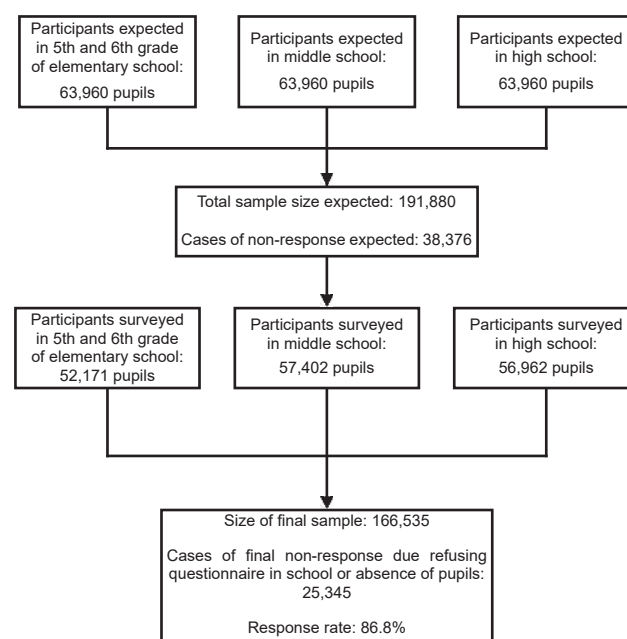 Participants expected
in 5th and 6th grade
of elementary school:
63,960 pupils
Participants expected
in middle school:
63,960 pupils
Participants expected
in high school:
63,960 pupils
Total sample size expected: 191,880
Cases of non-response expected: 38,376
Participants surveyed
in 5th and 6th grade
of elementary school:
52,171 pupils
Participants surveyed
in middle school:
57,402 pupils
Participants surveyed
in high school:
56,962 pupils
Size of final sample: 166,535
Cases of final non-response due refusing
questionnaire in school or absence of pupils:
25,345
Response rate: 86.8%